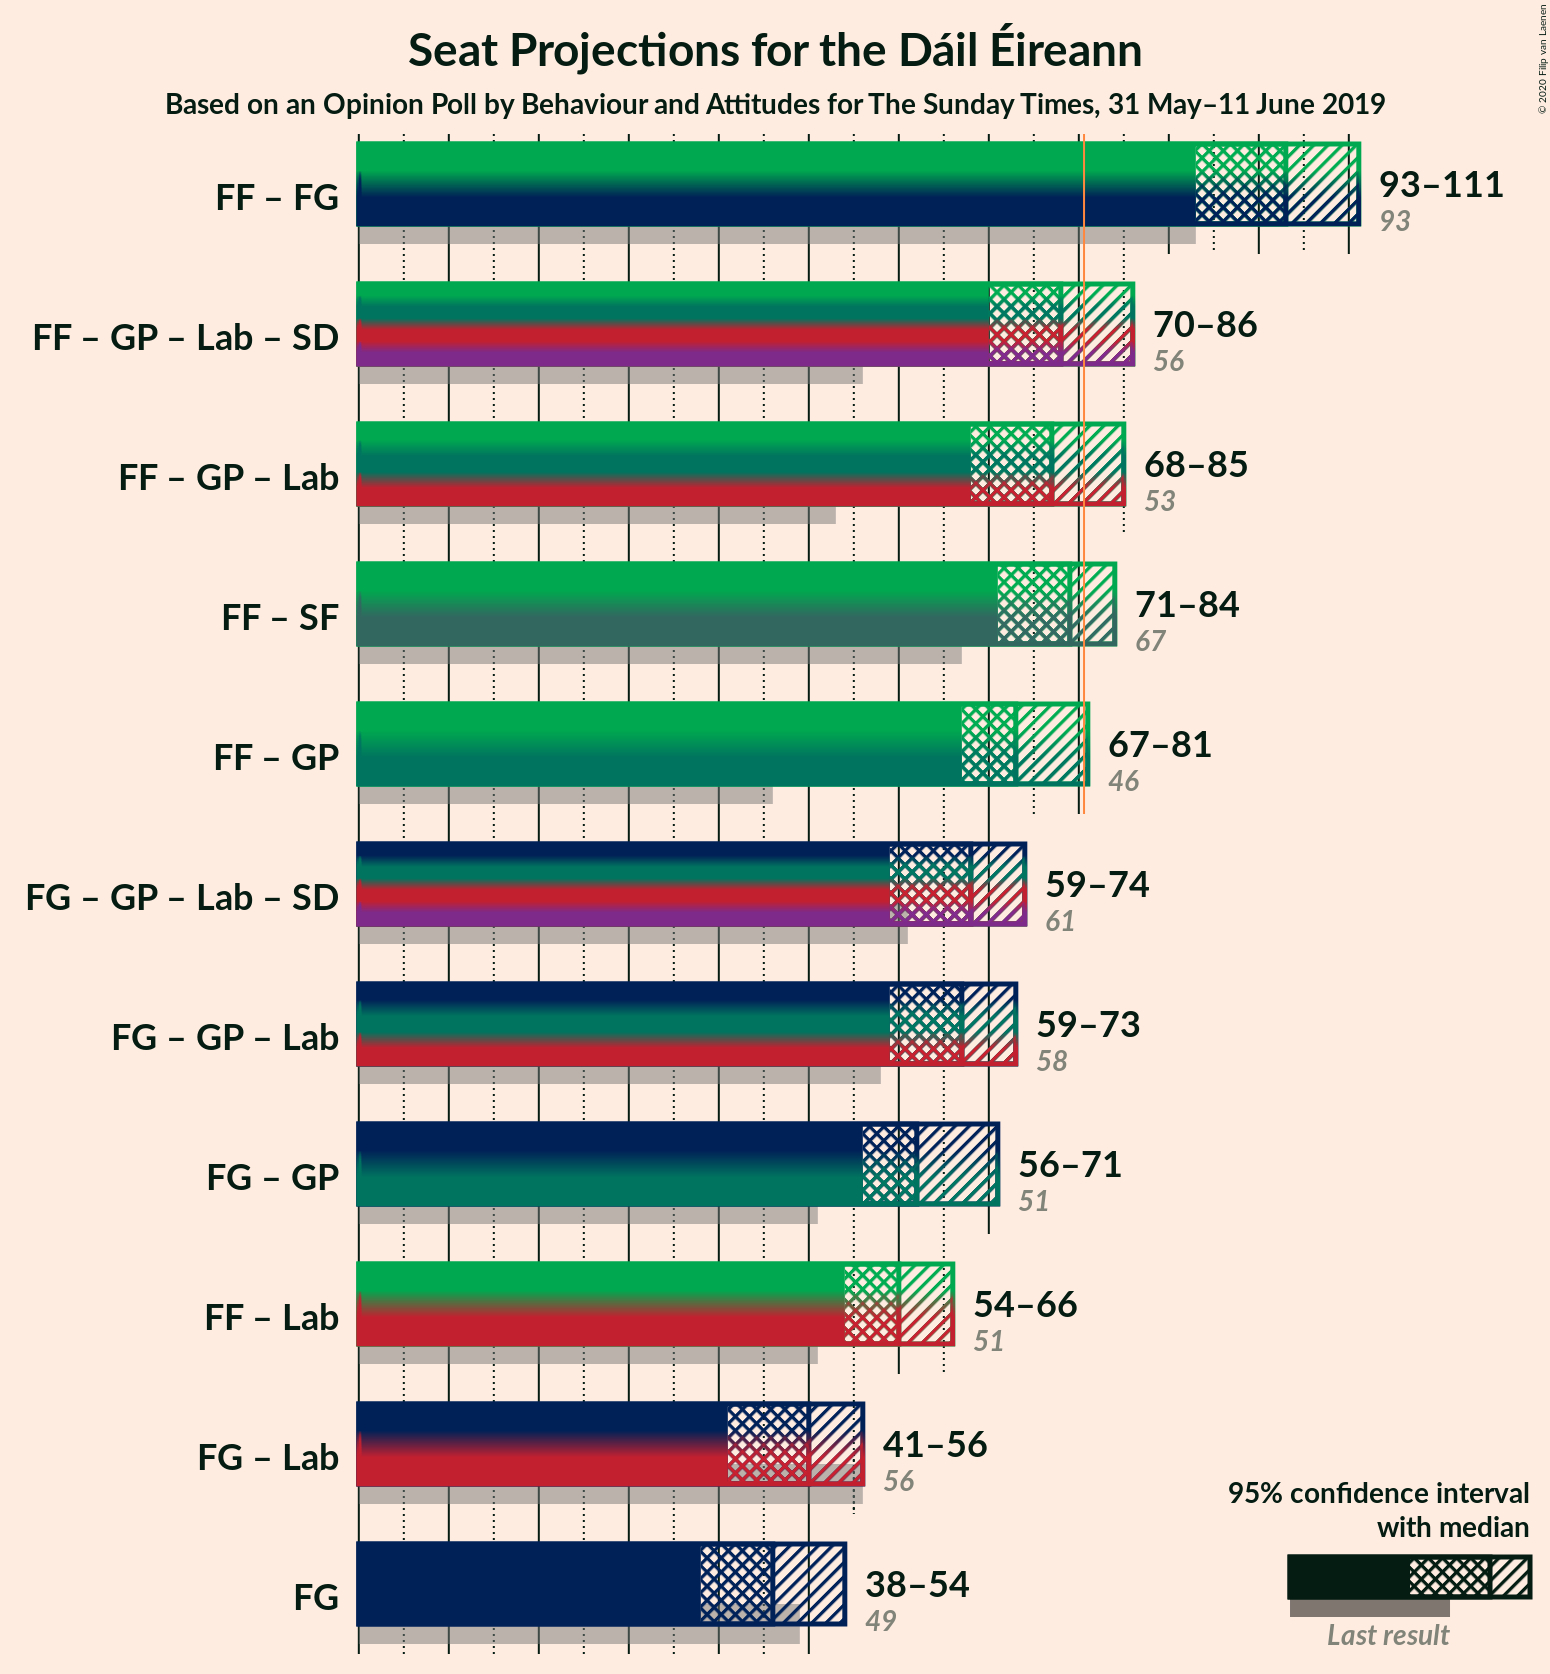 Seat Projections for the Dáil Éireann
Based on an Opinion Poll by Behaviour and Attitudes for The Sunday Times, 31 May–11 June 2019
© 2020 Filip van Laenen
FF – FG
93–111
93
FF – GP – Lab – SD
70–86
56
FF – GP – Lab
68–85
53
FF – SF
71–84
67
FF – GP
67–81
46
FG – GP – Lab – SD
59–74
61
FG – GP – Lab
59–73
58
FG – GP
56–71
51
FF – Lab
54–66
51
FG – Lab
41–56
56
FG
38–54
49
95% confidence interval
with median
Last result